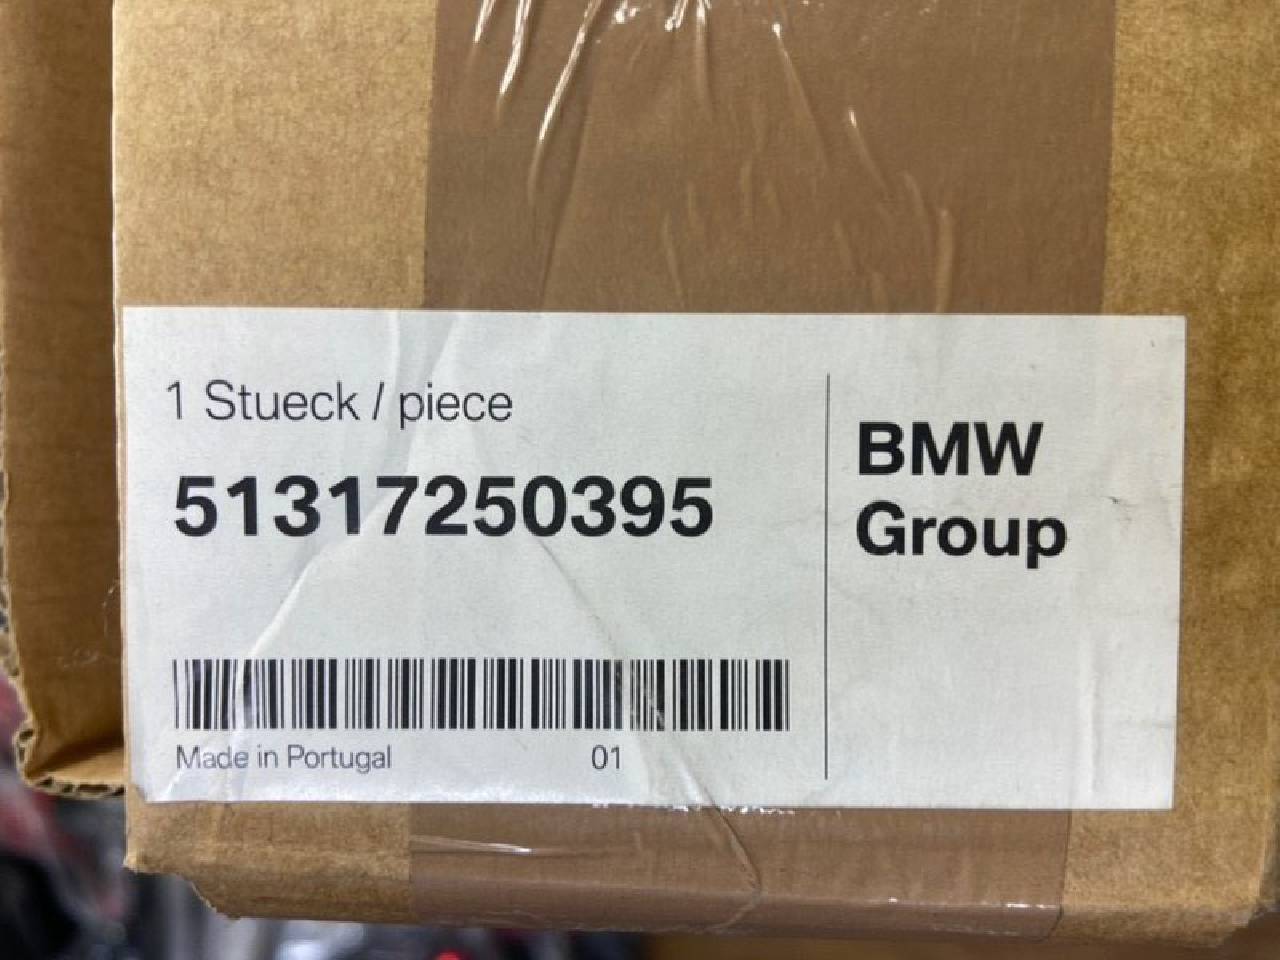 1 Stueck / piece
51317250395
Made in Portugal 01
BMW
Group